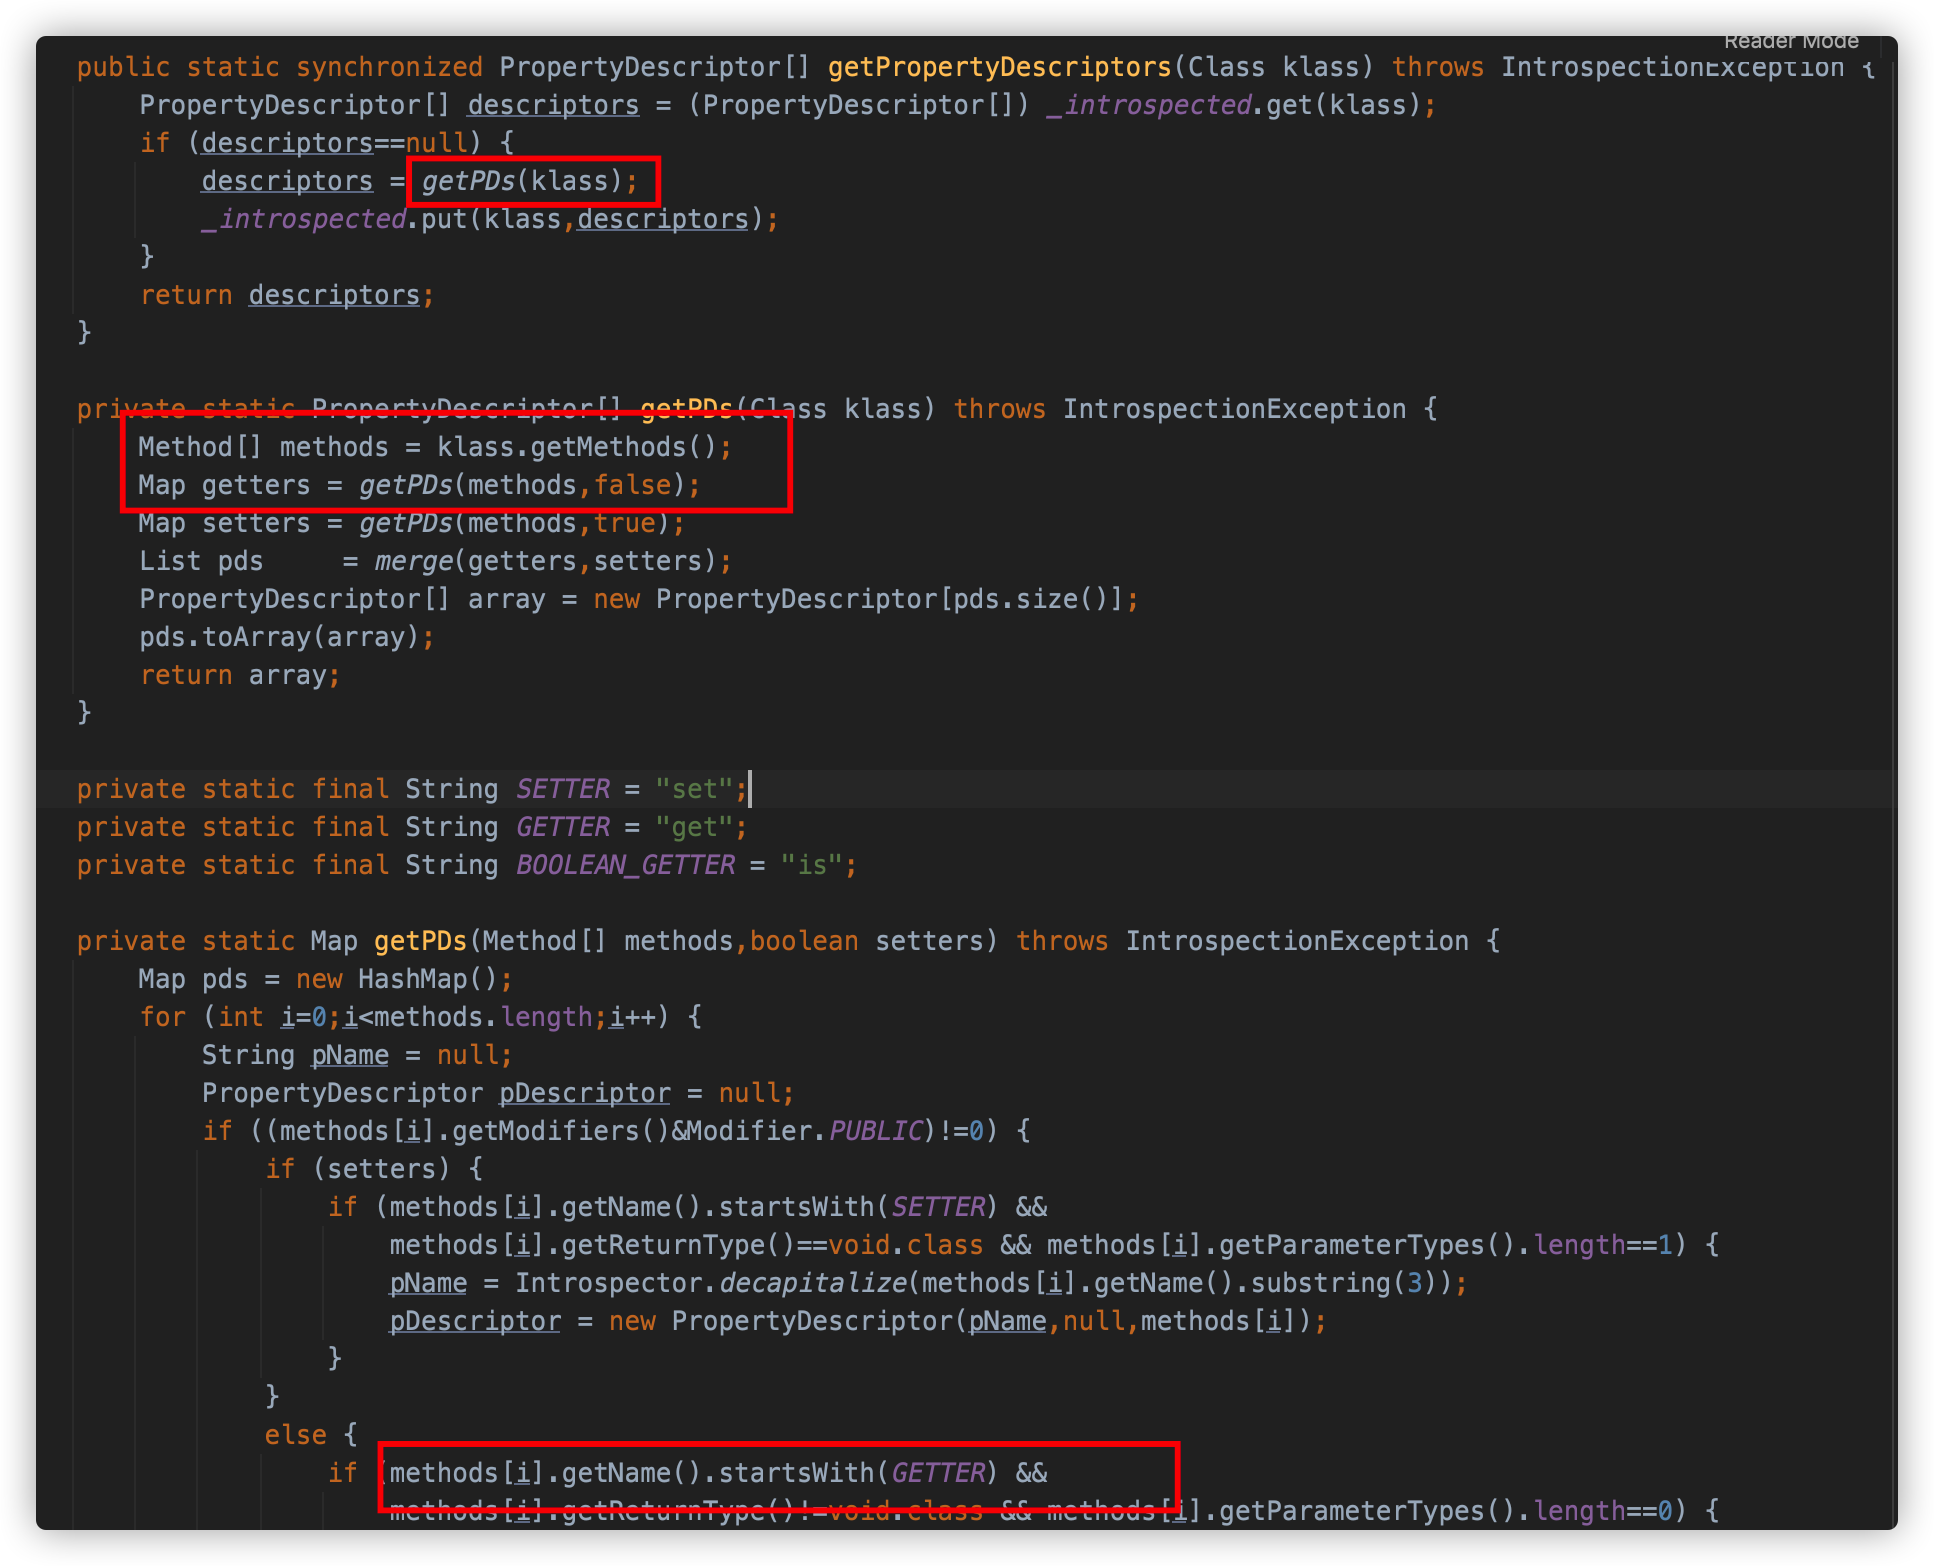 Reader Mode
public static synchronized PropertyDescriptor[] getPropertyDescriptors(Class klass) throws IntrospectionException {
    PropertyDescriptor[] descriptors = (PropertyDescriptor[]) _introspected.get(klass);
    if (descriptors==null) {
        descriptors = getPDs(klass);
        _introspected.put(klass,descriptors);
    }
    return descriptors;
}
private static PropertyDescriptor[] getPDs(Class klass) throws IntrospectionException {
    Method[] methods = klass.getMethods();
    Map getters = getPDs(methods,false);
    Map setters = getPDs(methods,true);
    List pds     = merge(getters,setters);
    PropertyDescriptor[] array = new PropertyDescriptor[pds.size()];
    pds.toArray(array);
    return array;
}
private static final String SETTER = "set";
private static final String GETTER = "get";
private static final String BOOLEAN_GETTER = "is";
private static Map getPDs(Method[] methods,boolean setters) throws IntrospectionException {
    Map pds = new HashMap();
    for (int i=0;i<methods.length;i++) {
        String pName = null;
        PropertyDescriptor pDescriptor = null;
        if ((methods[i].getModifiers()&Modifier.PUBLIC)!=0) {
            if (setters) {
                if (methods[i].getName().startsWith(SETTER) &&
                    methods[i].getReturnType()==void.class && methods[i].getParameterTypes().length==1) {
                    pName = Introspector.decapitalize(methods[i].getName().substring(3));
                    pDescriptor = new PropertyDescriptor(pName,null,methods[i]);
                }
            }
            else {
                if (methods[i].getName().startsWith(GETTER) &&
                    methods[i].getReturnType()!=void.class && methods[i].getParameterTypes().length==0) {